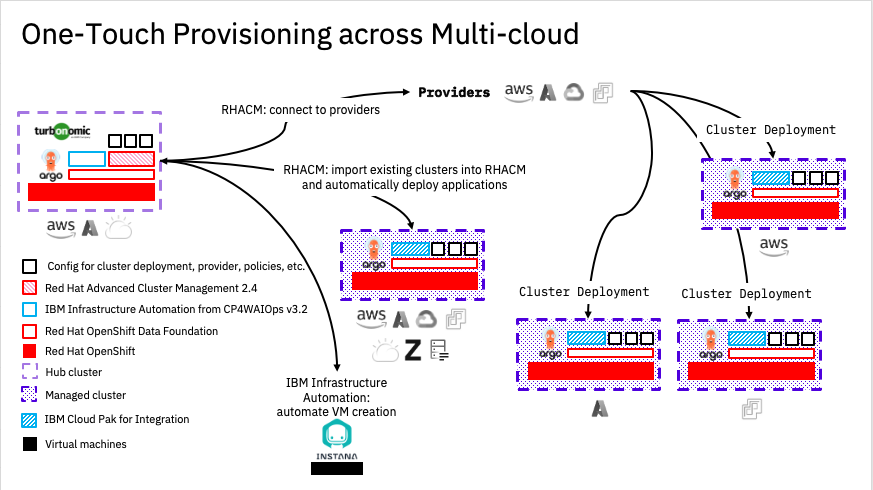 One-Touch Provisioning across Multi-cloud
RHACM: connect to providers
Providers
aws
turbonomic
argo
aws
RHACM: import existing clusters into RHACM
and automatically deploy applications
Cluster Deployment
argo
aws
argo
aws
Z
Cluster Deployment
argo
Cluster Deployment
argo
Config for cluster deployment, provider, policies, etc.
Red Hat Advanced Cluster Management 2.4
IBM Infrastructure Automation from CP4WAIOps v3.2
Red Hat OpenShift Data Foundation
Red Hat OpenShift
Hub cluster
Managed cluster
IBM Cloud Pak for Integration
Virtual machines
IBM Infrastructure
Automation:
automate VM creation
INSTANA